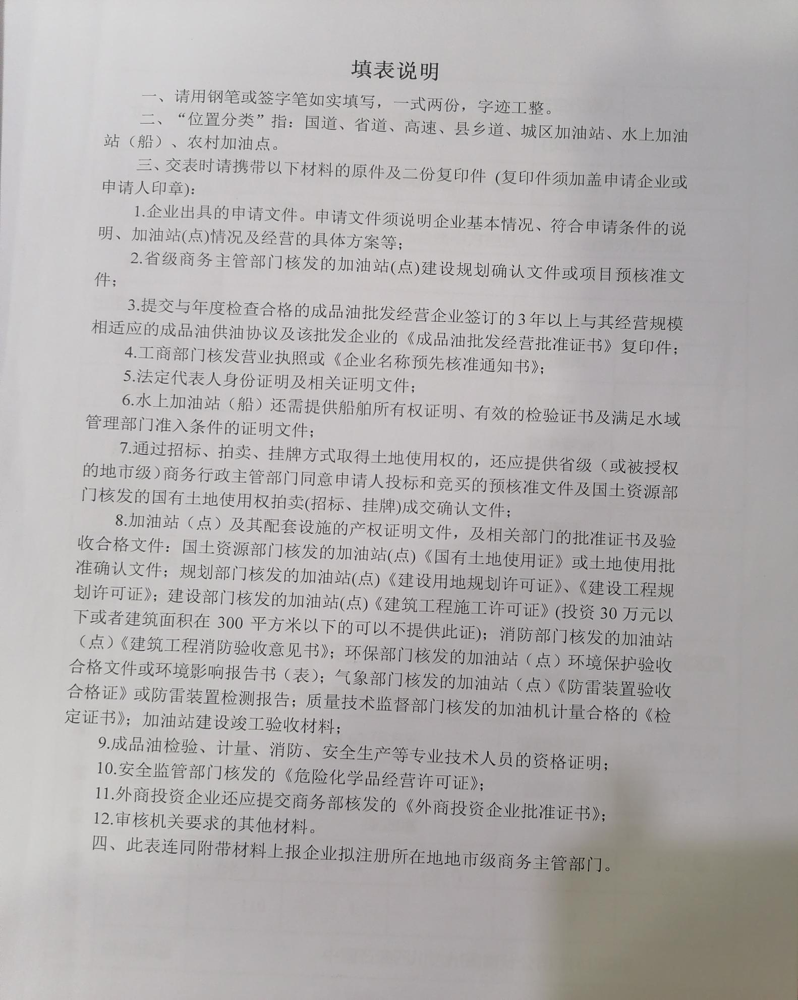 填表说明
一、请用钢笔或签字笔如实填写，一式两份，字迹工整。
二、“位置分类”指：国道、省道、高速、县乡道、城区加油站、水上加油
站（船）、农村加油点。
三、交表时请携带以下材料的原件及二份复印件 (复印件须加盖申请企业或
申请人印章)：
1.企业出具的申请文件。申请文件须说明企业基本情况、符合申请条件的说
明、加油站(点)情况及经营的具体方案等；
2.省级商务主管部门核发的加油站(点)建设规划确认文件或项目预核准文
件；
3.提交与年度检查合格的成品油批发经营企业签订的3年以上与其经营规模
相适应的成品油供油协议及该批发企业的《成品油批发经营批准证书》复印件；
4.工商部门核发营业执照或《企业名称预先核准通知书》；
5.法定代表人身份证明及相关证明文件；
6.水上加油站（船）还需提供船舶所有权证明、有效的检验证书及满足水域
管理部门准入条件的证明文件；
7.通过招标、拍卖、挂牌方式取得土地使用权的，还应提供省级（或被授权
的地市级）商务行政主管部门同意申请人投标和竞买的预核准文件及国土资源部
门核发的国有土地使用权拍卖(招标、挂牌)成交确认文件；
8.加油站（点）及其配套设施的产权证明文件，及相关部门的批准证书及验
收合格文件：国土资源部门核发的加油站(点)《国有土地使用证》或土地使用批
准确认文件；规划部门核发的加油站(点)《建设用地规划许可证》、《建设工程规
划许可证》；建设部门核发的加油站(点)《建筑工程施工许可证》(投资 30 万元以
下或者建筑面积在 300 平方米以下的可以不提供此证)；消防部门核发的加油站
（点）《建筑工程消防验收意见书》；环保部门核发的加油站（点）环境保护验收
合格文件或环境影响报告书（表）；气象部门核发的加油站（点）《防雷装置验收
合格证》或防雷装置检测报告；质量技术监督部门核发的加油机计量合格的《检
定证书》；加油站建设竣工验收材料；
9.成品油检验、计量、消防、安全生产等专业技术人员的资格证明；
10.安全监管部门核发的《危险化学品经营许可证》；
11.外商投资企业还应提交商务部核发的《外商投资企业批准证书》；
12.审核机关要求的其他材料。
四、此表连同附带材料上报企业拟注册所在地地市级商务主管部门。